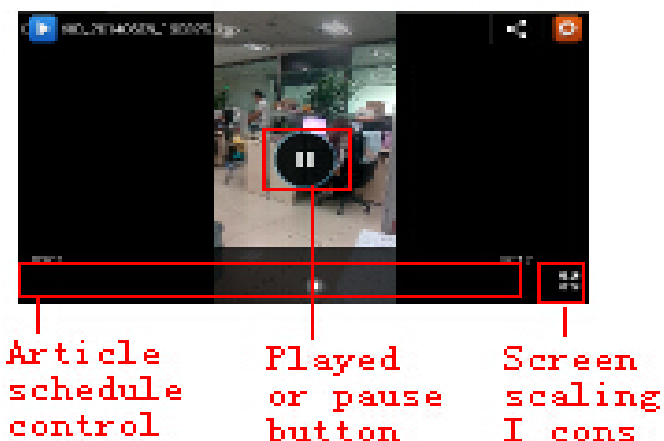 Article
schedule
control
Played
or pause
button
Screen
scaling
I cons